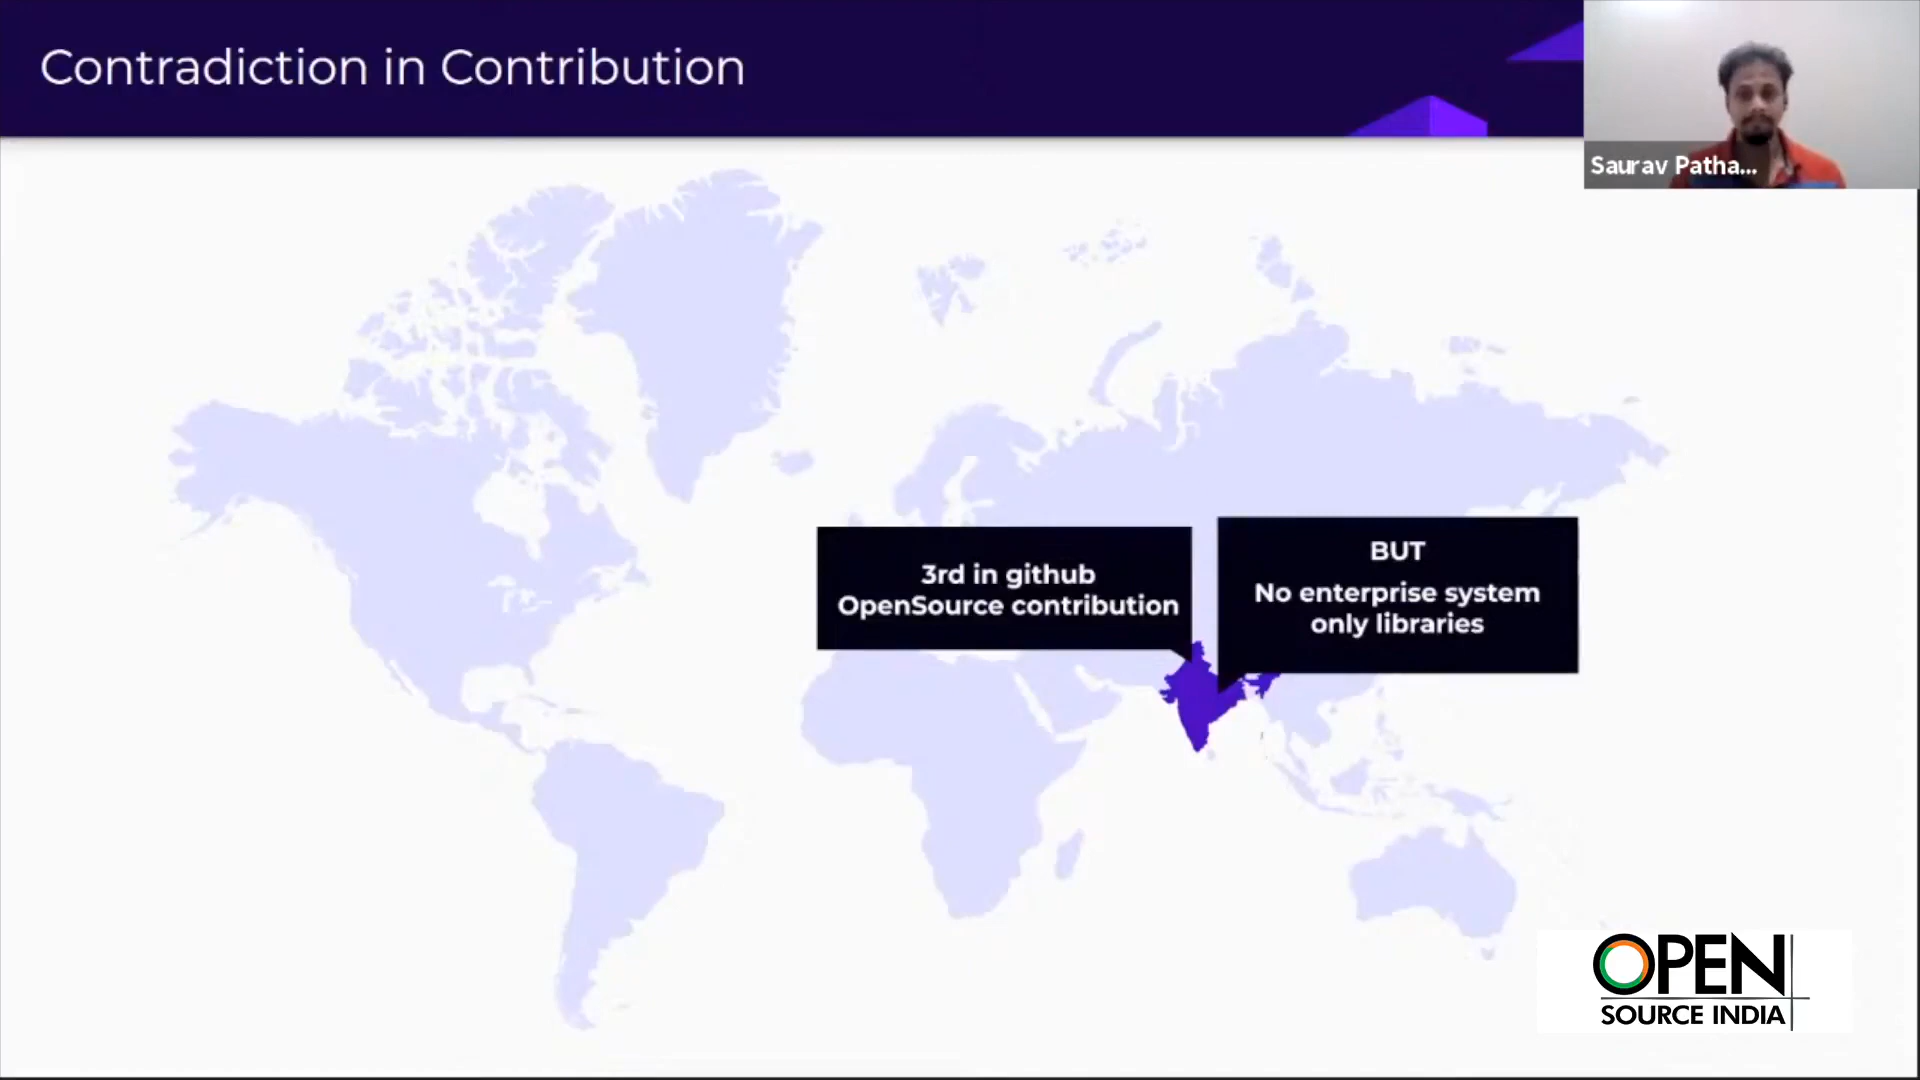 Contradiction in Contribution
Saurav Patha...
3rd in github
OpenSource contribution
BUT
No enterprise system
only libraries
OPEN
SOURCE INDIA